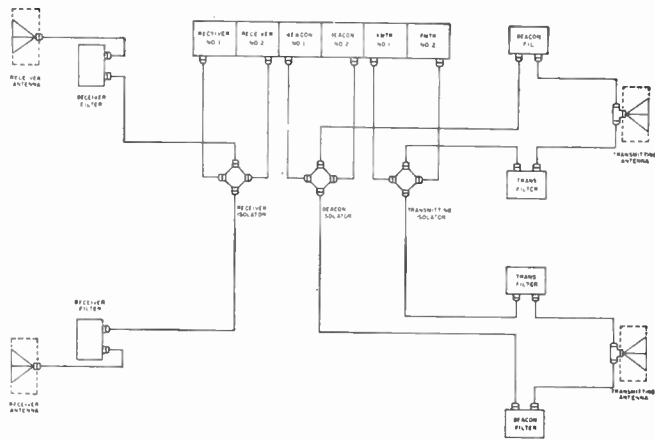 RECEIVER
ANTENNA
RECEIVER
FILTER
RECEIVER
NO. 1
RECEIVER
NO. 2
BEACON
NO. 1
BEACON
NO. 2
XMTR
NO. 1
XMTR
NO. 2
BEACON
FIL
TRANSMITTING
ANTENNA
TRANS
FILTER
RECEIVER
ISOLATOR
BEACON
ISOLATOR
TRANSMITTING
ISOLATOR
TRANS
FILTER
RECEIVER
FILTER
RECEIVER
ANTENNA
TRANSMITTING
ANTENNA
BEACON
FILTER